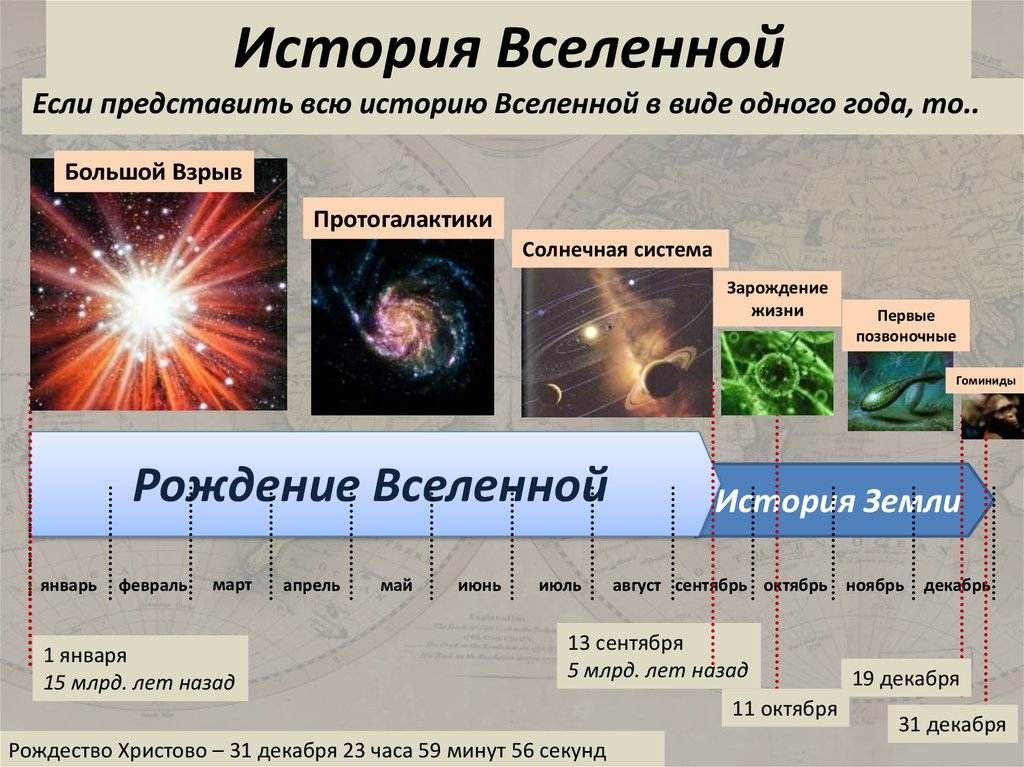 История Вселенной
Если представить всю историю Вселенной в виде одного года, то..
Большой Взрыв
Протогалактики
Солнечная система
Зарождение
жизни
Первые
позвоночные
Гоминиды
Рождение Вселенной
История Земли
январь февраль март апрель май июнь июль август сентябрь октябрь ноябрь декабрь
1 января
15 млрд. лет назад
13 сентября
5 млрд. лет назад
11 октября
19 декабря
31 декабря
Рождество Христово – 31 декабря 23 часа 59 минут 56 секунд